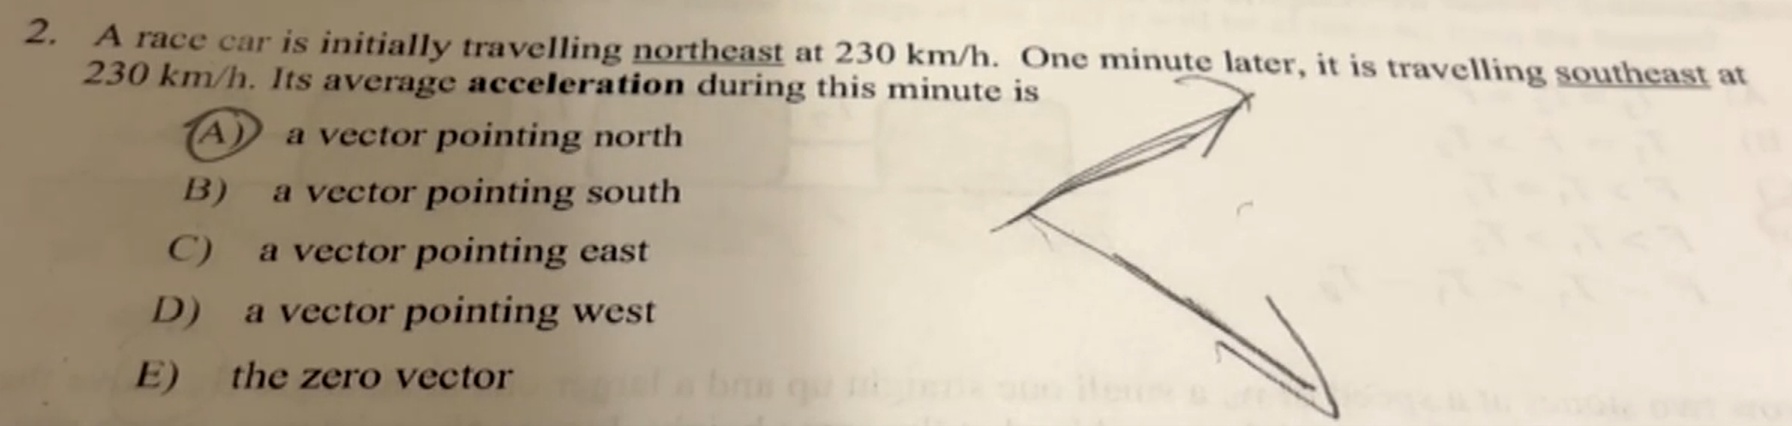 2. A race car is initially travelling northeast at 230 km/h. One minute later, it is travelling southeast at
230 km/h. Its average acceleration during this minute is
A) a vector pointing north
B) a vector pointing south
C) a vector pointing east
D) a vector pointing west
E) the zero vector